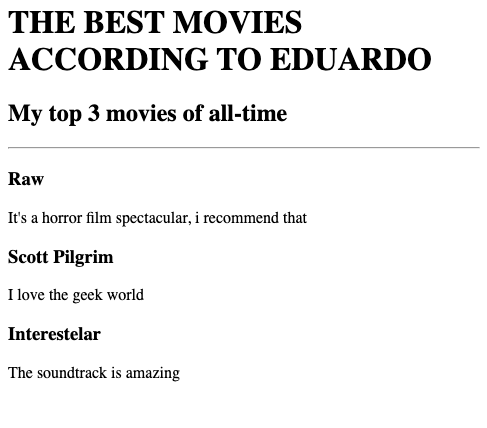 THE BEST MOVIES
ACCORDING TO EDUARDO
My top 3 movies of all-time
Raw
It's a horror film spectacular, i recommend that
Scott Pilgrim
I love the geek world
Interestelar
The soundtrack is amazing